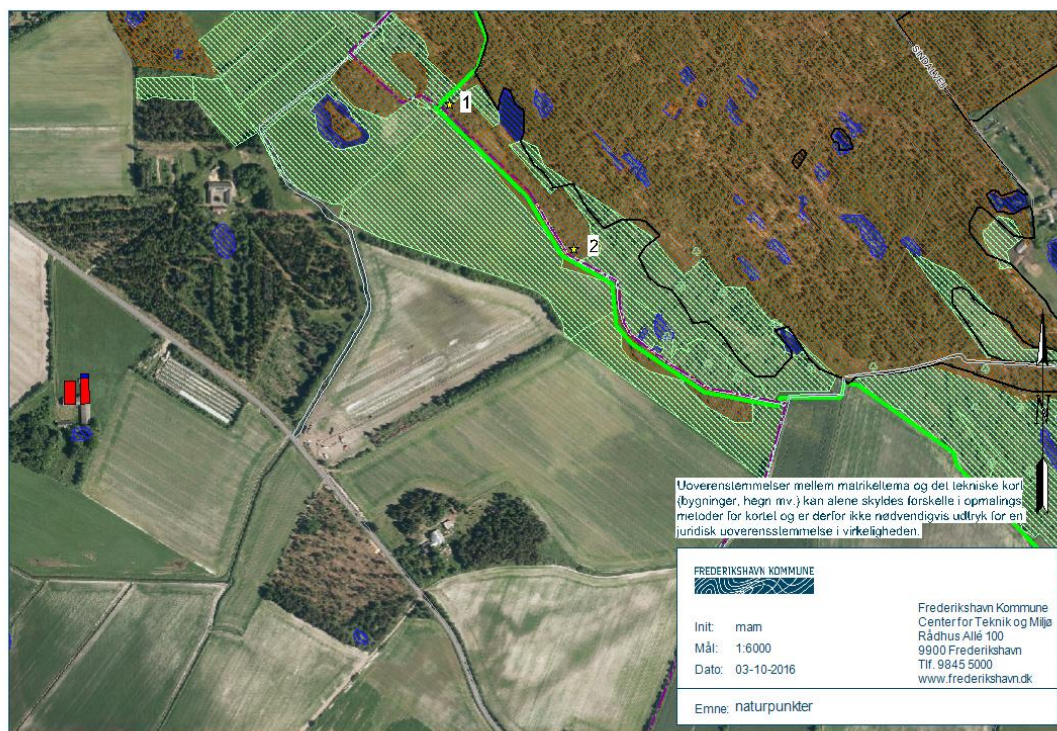 SINDALVEJ
1
2
Uoverenstemmelser mellem matrikeltema og det tekniske kort
(bygninger, hegn mv.) kan alene skyldes forskelle i opmålings
metoder for kortet og er derfor ikke nødvendigvis udtryk for en
juridisk uoverensstemmelse i virkeligheden.
FREDERIKSHAVN KOMMUNE
Init: mam
Mål: 1:6000
Dato: 03-10-2016
Frederikshavn Kommune
Center for Teknik og Miljø
Rådhus Allé 100
9900 Frederikshavn
Tlf. 9845 5000
www.frederikshavn.dk
Emne: naturpunkter